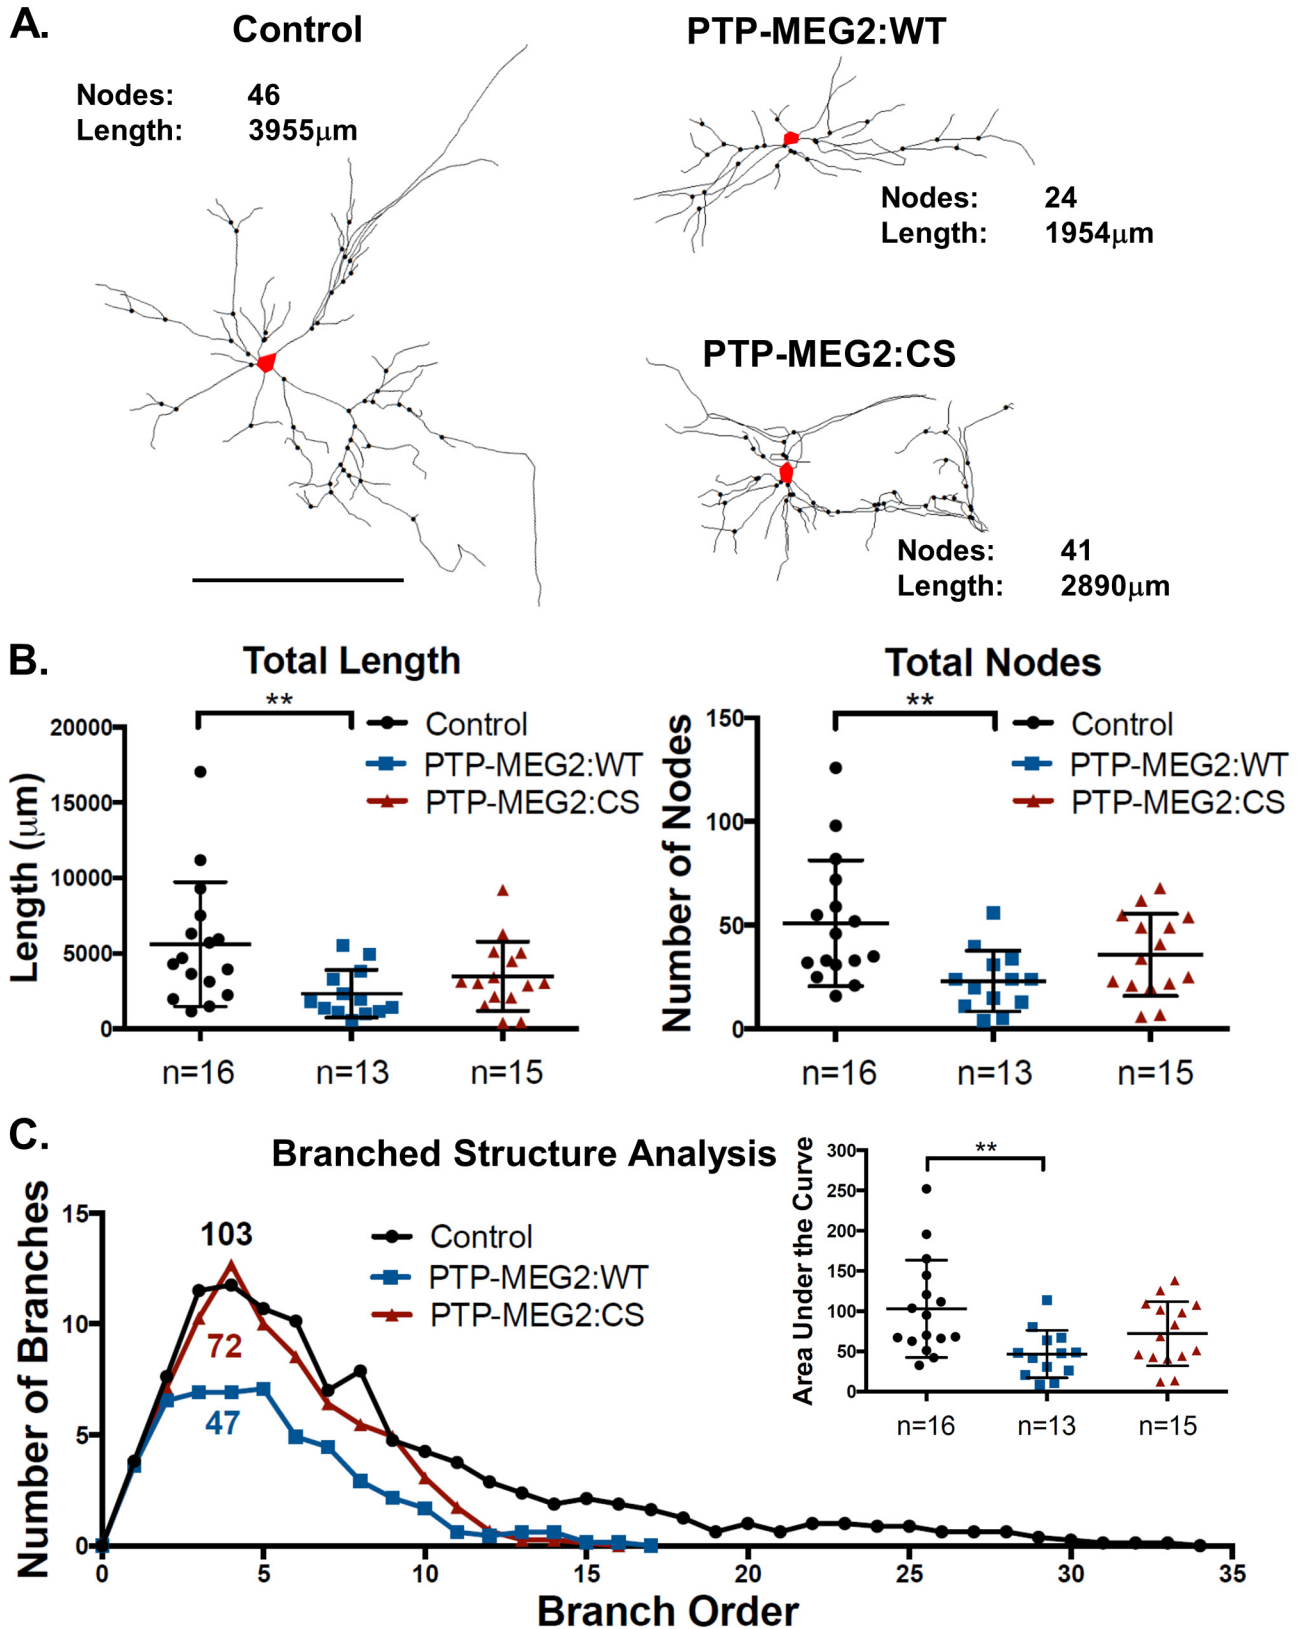 A.
Control
Nodes: 46
Length: 3955μm
PTP-MEG2:WT
Nodes: 24
Length: 1954μm
PTP-MEG2:CS
Nodes: 41
Length: 2890μm
B.
Total Length
**
Control
PTP-MEG2:WT
PTP-MEG2:CS
Length (μm)
20000
15000
10000
5000
0
n=16 n=13 n=15
Total Nodes
**
Control
PTP-MEG2:WT
PTP-MEG2:CS
Number of Nodes
150
100
50
0
n=16 n=13 n=15
C.
Branched Structure Analysis
103
72
47
Control
PTP-MEG2:WT
PTP-MEG2:CS
Number of Branches
15
10
5
0
0 5 10 15 20 25 30 35
Branch Order
**
Area Under the Curve
300
250
200
150
100
50
0
n=16 n=13 n=15